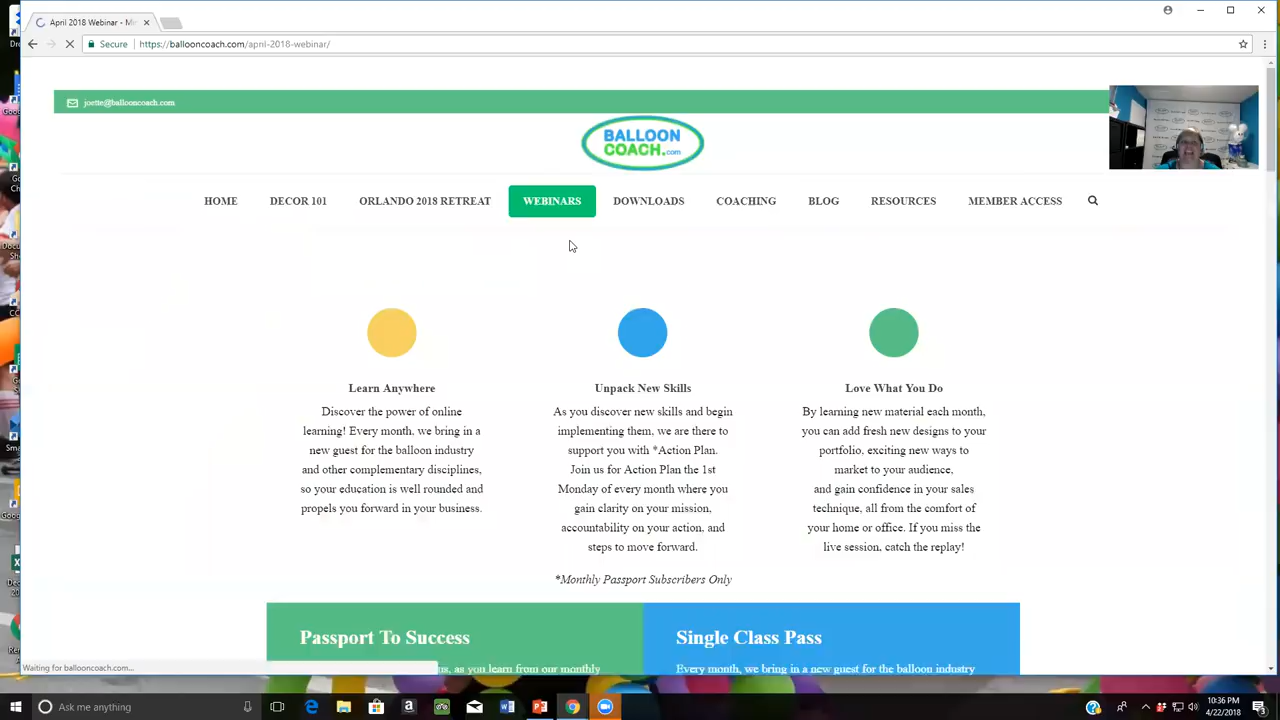 April 2018 Webinar - Mi
Secure
https://ballooncoach.com/april-2018-webinar/
joette@ballooncoach.com
BALLOON
COACH.com
HOME DECOR 101 ORLANDO 2018 RETREAT WEBINARS DOWNLOADS COACHING BLOG RESOURCES MEMBER ACCESS
Learn Anywhere
Discover the power of online
learning! Every month, we bring in a
new guest for the balloon industry
and other complementary disciplines,
so your education is well rounded and
propels you forward in your business.
Unpack New Skills
As you discover new skills and begin
implementing them, we are there to
support you with *Action Plan.
Join us for Action Plan the 1st
Monday of every month where you
gain clarity on your mission,
accountability on your action, and
steps to move forward.
*Monthly Passport Subscribers Only
Love What You Do
By learning new material each month,
you can add fresh new designs to your
portfolio, exciting new ways to
market to your audience,
and gain confidence in your sales
technique, all from the comfort of
your home or office. If you miss the
live session, catch the replay!
Passport To Success
as you learn from our monthly
Single Class Pass
Every month, we bring in a new guest for the balloon industry
Waiting for ballooncoach.com...
Ask me anything
10:36 PM
4/22/2018